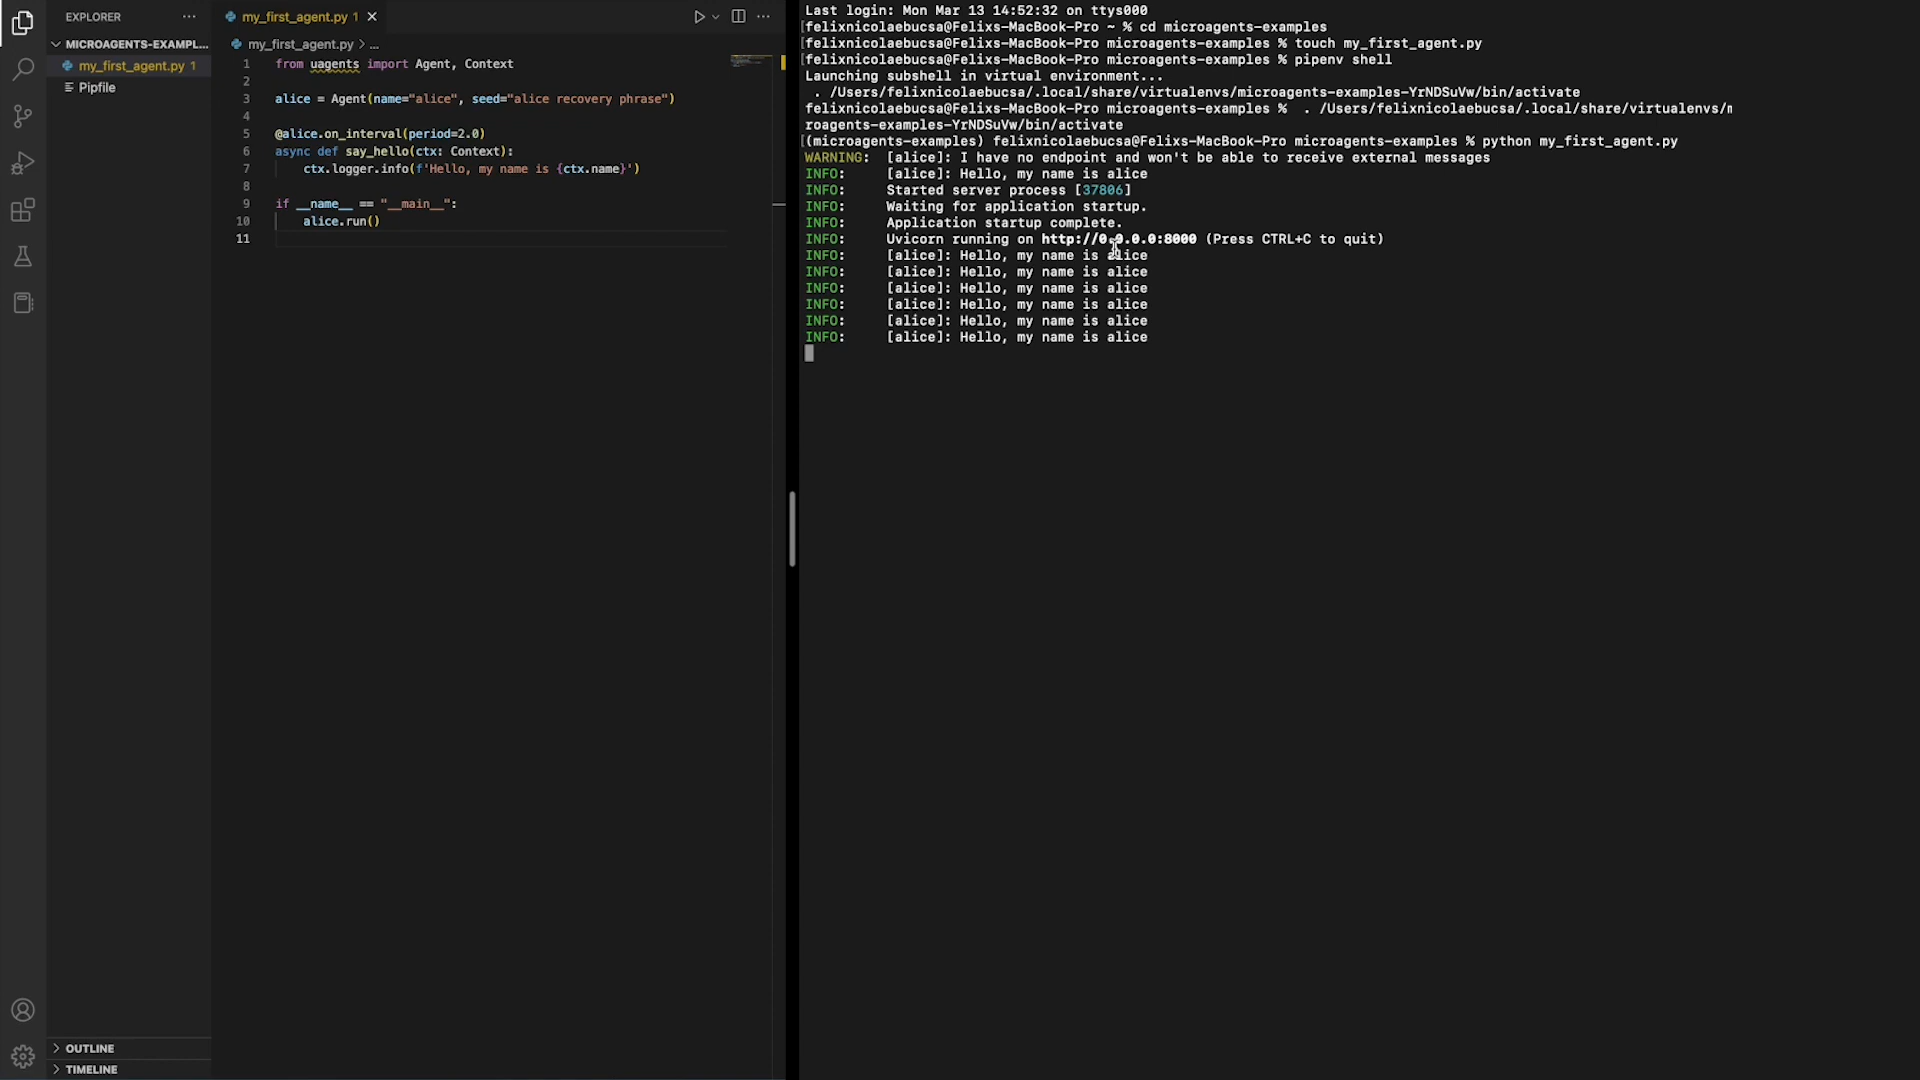 EXPLORER
MICROAGENTS-EXAMPL...
my_first_agent.py 1
Pipfile
OUTLINE
TIMELINE
my_first_agent.py 1
my_first_agent.py > ...
1 from uagents import Agent, Context
2
3 alice = Agent(name="alice", seed="alice recovery phrase")
4
5 @alice.on_interval(period=2.0)
6 async def say_hello(ctx: Context):
7 ctx.logger.info(f'Hello, my name is {ctx.name}')
8
9 if __name__ == "__main__":
10 alice.run()
11
Last login: Mon Mar 13 14:52:32 on ttys000
[felixnicolaebucsa@Felixs-MacBook-Pro ~ % cd microagents-examples
[felixnicolaebucsa@Felixs-MacBook-Pro microagents-examples % touch my_first_agent.py
[felixnicolaebucsa@Felixs-MacBook-Pro microagents-examples % pipenv shell
Launching subshell in virtual environment...
. /Users/felixnicolaebucsa/.local/share/virtualenvs/microagents-examples-YrNDSuVw/bin/activate
felixnicolaebucsa@Felixs-MacBook-Pro microagents-examples % . /Users/felixnicolaebucsa/.local/share/virtualenvs/
roagents-examples-YrNDSuVw/bin/activate
[(microagents-examples) felixnicolaebucsa@Felixs-MacBook-Pro microagents-examples % python my_first_agent.py
WARNING: [alice]: I have no endpoint and won't be able to receive external messages
INFO: [alice]: Hello, my name is alice
INFO: Started server process [37806]
INFO: Waiting for application startup.
INFO: Application startup complete.
INFO: Uvicorn running on http://0.0.0.0:8000 (Press CTRL+C to quit)
INFO: [alice]: Hello, my name is alice
INFO: [alice]: Hello, my name is alice
INFO: [alice]: Hello, my name is alice
INFO: [alice]: Hello, my name is alice
INFO: [alice]: Hello, my name is alice
INFO: [alice]: Hello, my name is alice